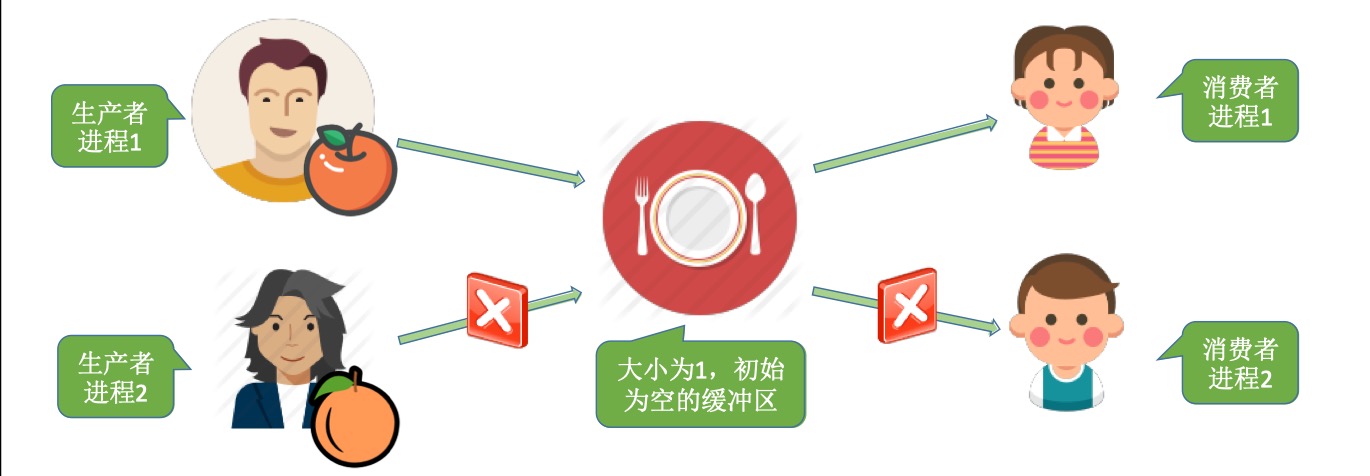 生产者
进程1
消费者
进程1
生产者
进程2
大小为1，初始
为空的缓冲区
消费者
进程2